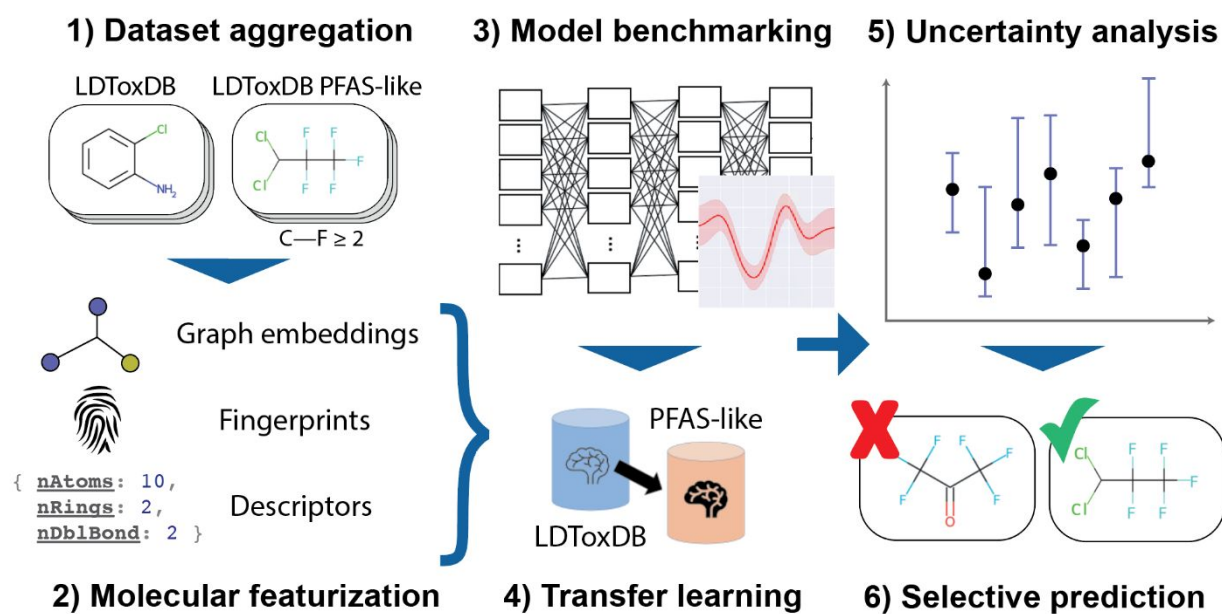 1) Dataset aggregation
LDToxDB
LDToxDB PFAS-like
Cl
NH2
Cl
Cl
F
F
F
F
F
C—F ≥ 2
Graph embeddings
Fingerprints
Descriptors
{ nAtoms: 10,
nRings: 2,
nDblBond: 2 }
2) Molecular featurization
3) Model benchmarking
...
...
...
...
PFAS-like
LDToxDB
4) Transfer learning
5) Uncertainty analysis
F
F
F
F
F
O
Cl
Cl
F
F
F
F
F
6) Selective prediction